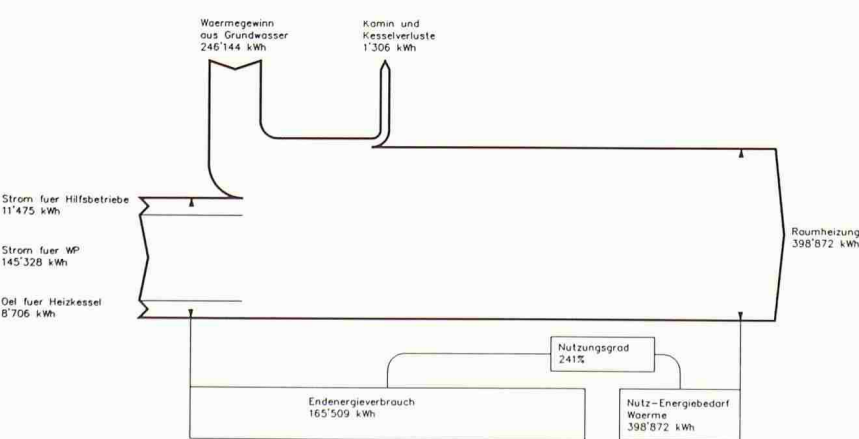 Waermegewinn
aus Grundwasser
246'144 kWh
Kamin und
Kesselverluste
1'306 kWh
Strom fuer Hilfsbetriebe
11'475 kWh
Strom fuer WP
145'328 kWh
Oel fuer Heizkessel
8'706 kWh
Raumheizung
398'872 kWh
Nutzungsgrad
241%
Endenergieverbrauch
165'509 kWh
Nutz-Energiebedarf
Waerme
398'872 kWh